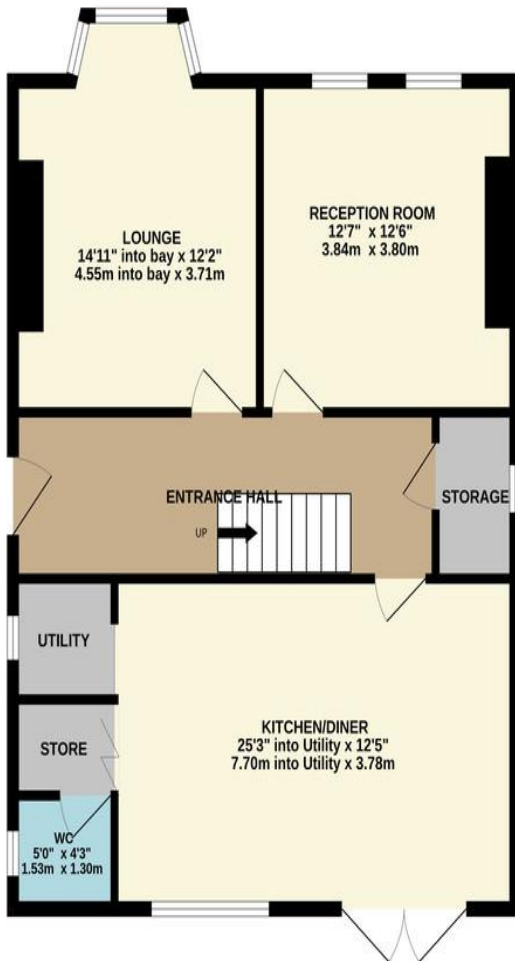 LOUNGE
14'11" into bay x 12'2"
4.55m into bay x 3.71m
RECEPTION ROOM
12'7" x 12'6"
3.84m x 3.80m
ENTRANCE HALL
UP
STORAGE
UTILITY
STORE
KITCHEN/DINER
25'3" into Utility x 12'5"
7.70m into Utility x 3.78m
WC
5'0" x 4'3"
1.53m x 1.30m